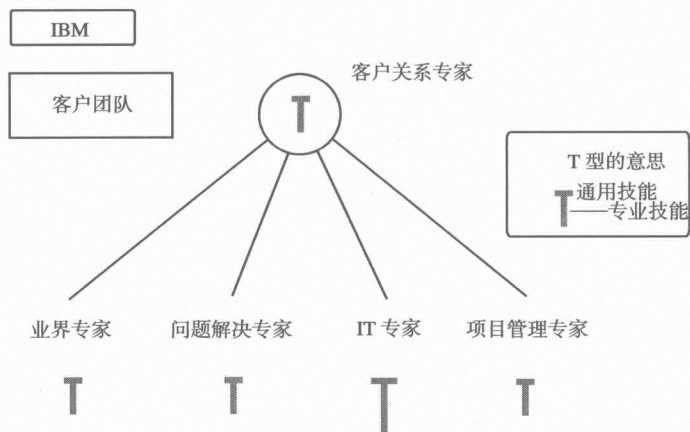 IBM
客户团队
客户关系专家
T 型的意思
通用技能
——专业技能
业界专家
问题解决专家
IT 专家
项目管理专家